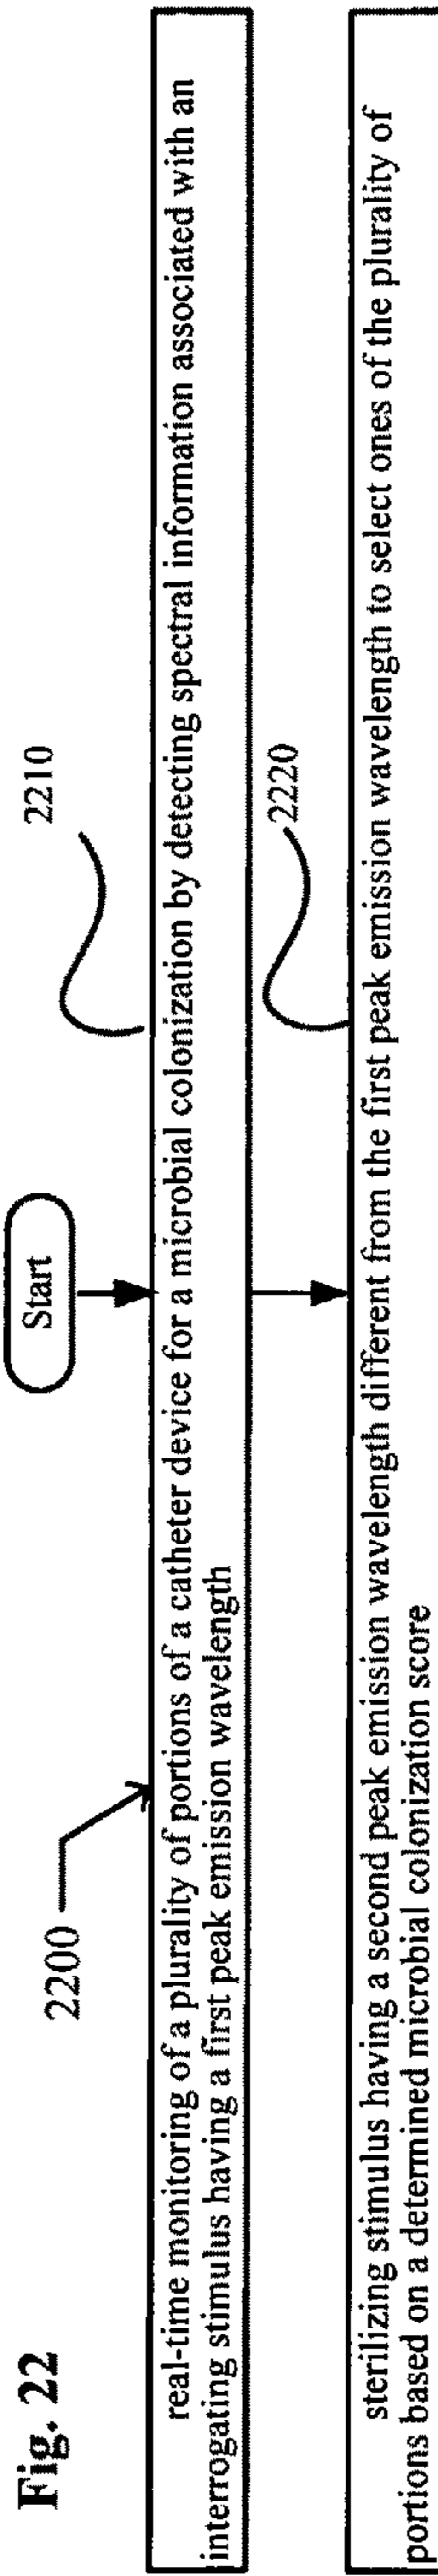 Fig. 22
2200
Start
2210
real-time monitoring of a plurality of portions of a catheter device for a microbial colonization by detecting spectral information associated with an
interrogating stimulus having a first peak emission wavelength
2220
sterilizing stimulus having a second peak emission wavelength different from the first peak emission wavelength to select ones of the plurality of
portions based on a determined microbial colonization score